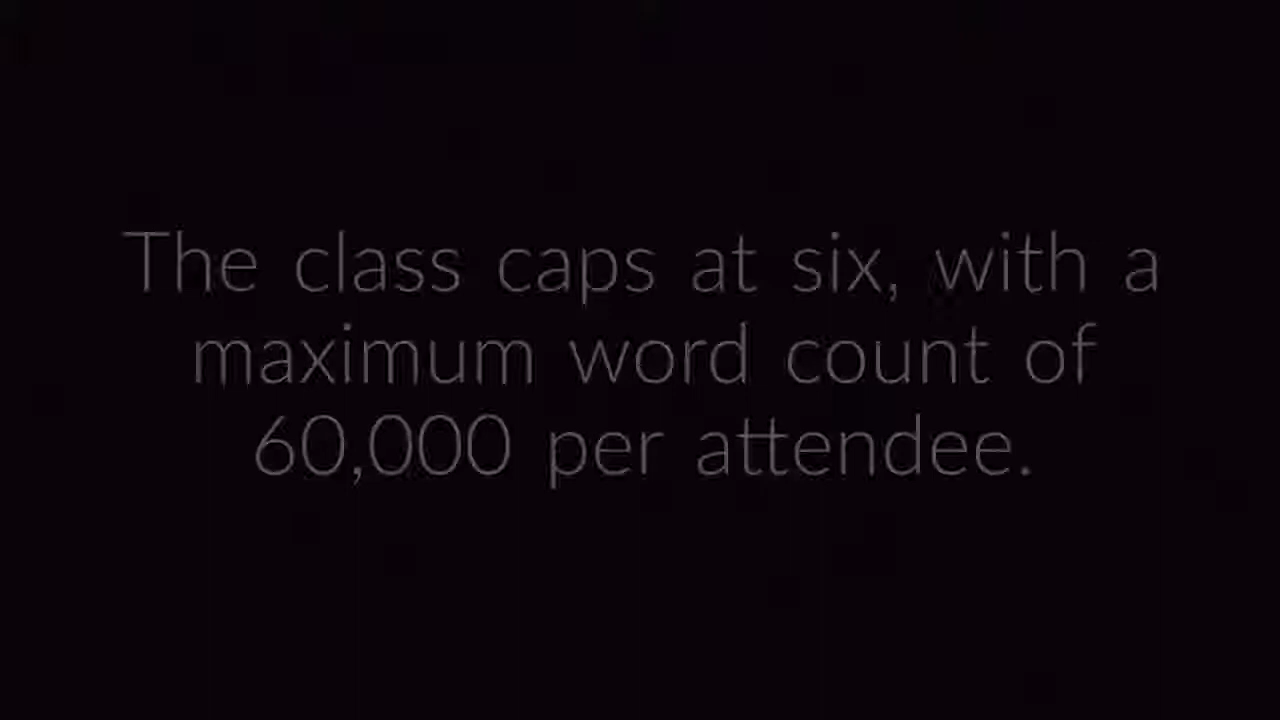 The class caps at six, with a
maximum word count of
60,000 per attendee.